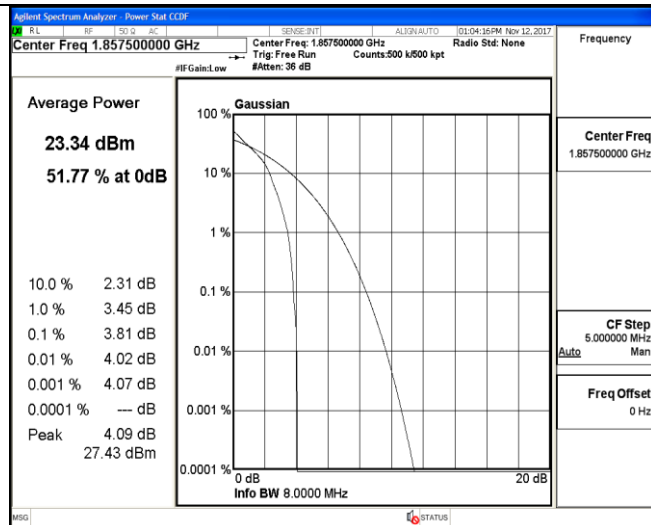 Agilent Spectrum Analyzer - Power Stat CCDF
RL RF 50 Ω AC SENSE:INT ALIGN AUTO 01:04:16PM Nov 12, 2017
Center Freq 1.857500000 GHz
Center Freq: 1.857500000 GHz Radio Std: None
Trig: Free Run Counts:500 k/500 kpt
#IFGain:Low #Atten: 36 dB
Frequency
Average Power
23.34 dBm
51.77 % at 0dB
10.0 % 2.31 dB
1.0 % 3.45 dB
0.1 % 3.81 dB
0.01 % 4.02 dB
0.001 % 4.07 dB
0.0001 % --- dB
Peak 4.09 dB
27.43 dBm
Gaussian
100 %
10 %
1 %
0.1 %
0.01 %
0.001 %
0.0001 %
0 dB 20 dB
Info BW 8.0000 MHz
Center Freq
1.857500000 GHz
CF Step
5.000000 MHz
Auto Man
Freq Offset
0 Hz
MSG STATUS